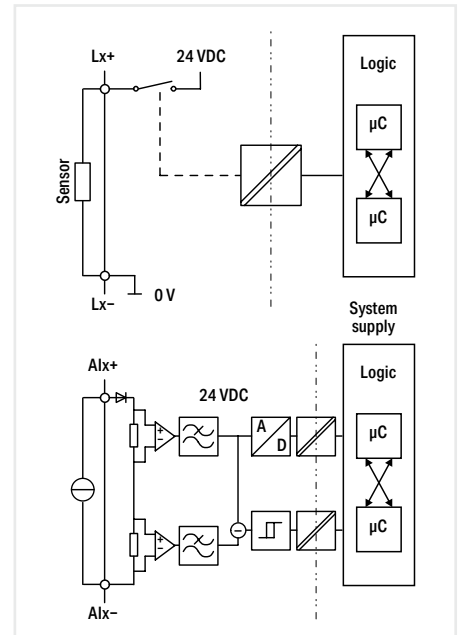 Lx+
24 VDC
Logic
µC
Sensor
µC
0 V
Lx−
System
supply
AIx+
24 VDC
Logic
A
D
µC
+
−
+
−
−
µC
AIx−